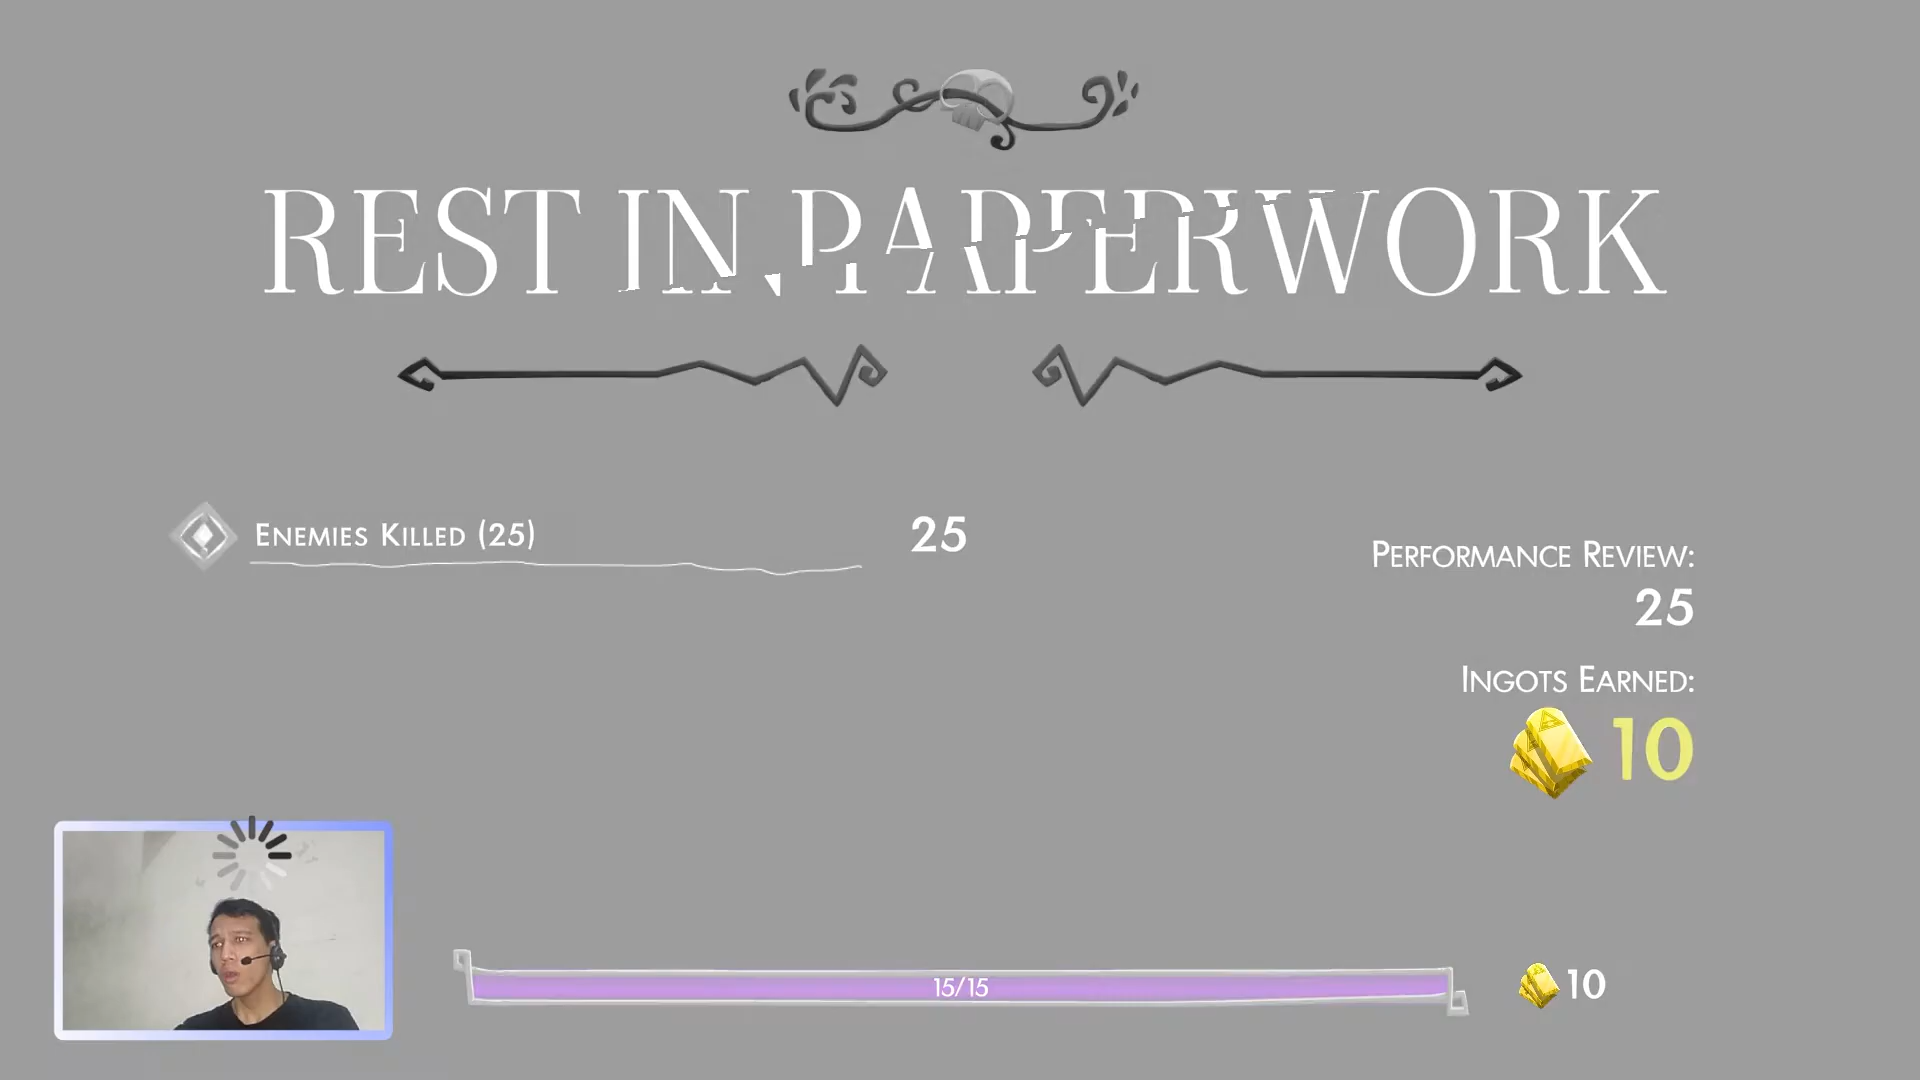 REST IN PAPERWORK
ENEMIES KILLED (25)
25
PERFORMANCE REVIEW:
25
INGOTS EARNED:
10
15/15
10